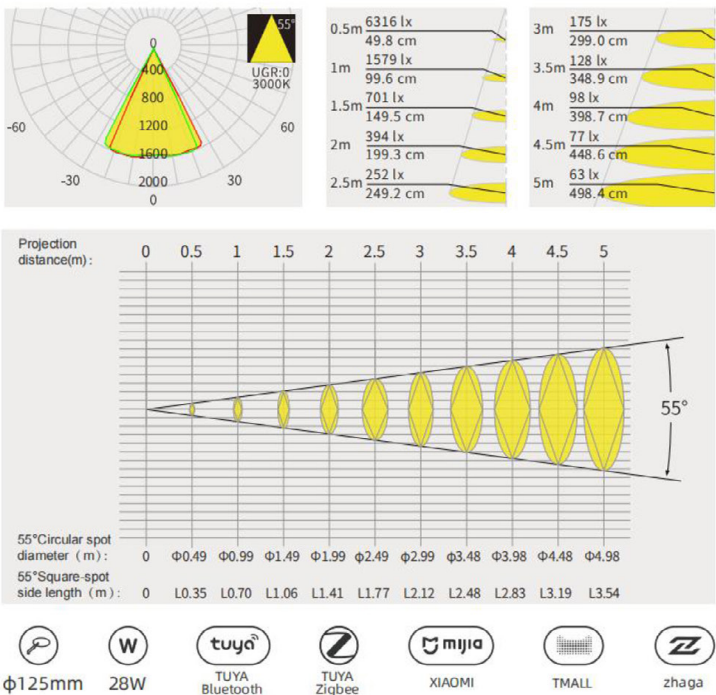 0
400
800
1200
1600
2000
0
-60
-30
30
60
55°
UGR:0
3000K
0.5m 6316 lx
49.8 cm
1m 1579 lx
99.6 cm
1.5m 701 lx
149.5 cm
2m 394 lx
199.3 cm
2.5m 252 lx
249.2 cm
3m 175 lx
299.0 cm
3.5m 128 lx
348.9 cm
4m 98 lx
398.7 cm
4.5m 77 lx
448.6 cm
5m 63 lx
498.4 cm
Projection
distance(m) : 0 0.5 1 1.5 2 2.5 3 3.5 4 4.5 5
55°
55°Circular spot
diameter（m）: 0 Φ0.49 Φ0.99 Φ1.49 Φ1.99 Φ2.49 Φ2.99 Φ3.48 Φ3.98 Φ4.48 Φ4.98
55°Square-spot
side length（m）: 0 L0.35 L0.70 L1.06 L1.41 L1.77 L2.12 L2.48 L2.83 L3.19 L3.54
W
tuya
mijia
ϕ125mm
28W
TUYA
Bluetooth
TUYA
Zigbee
XIAOMI
TMALL
zhaga